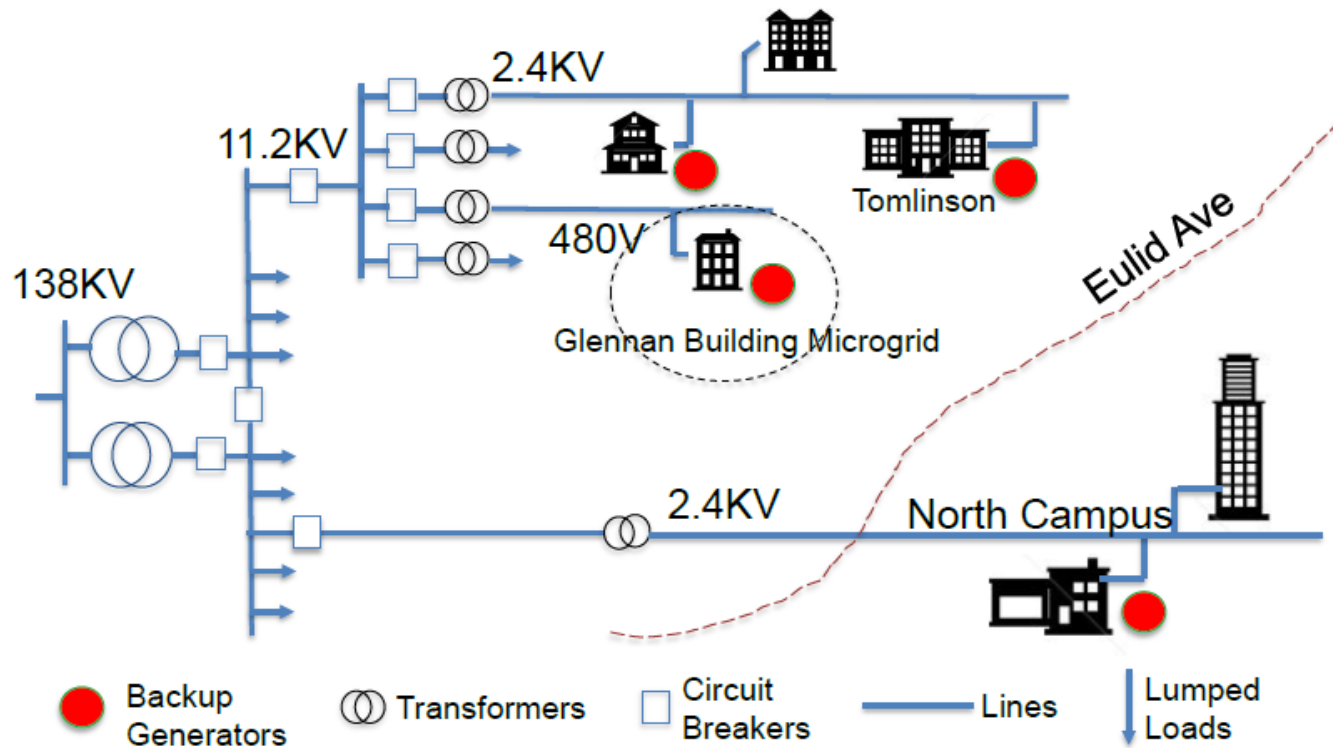 2.4KV
11.2KV
Tomlinson
480V
138KV
Glennan Building Microgrid
Eulid Ave
2.4KV
North Campus
Backup
Generators
Transformers
Circuit
Breakers
Lines
Lumped
Loads